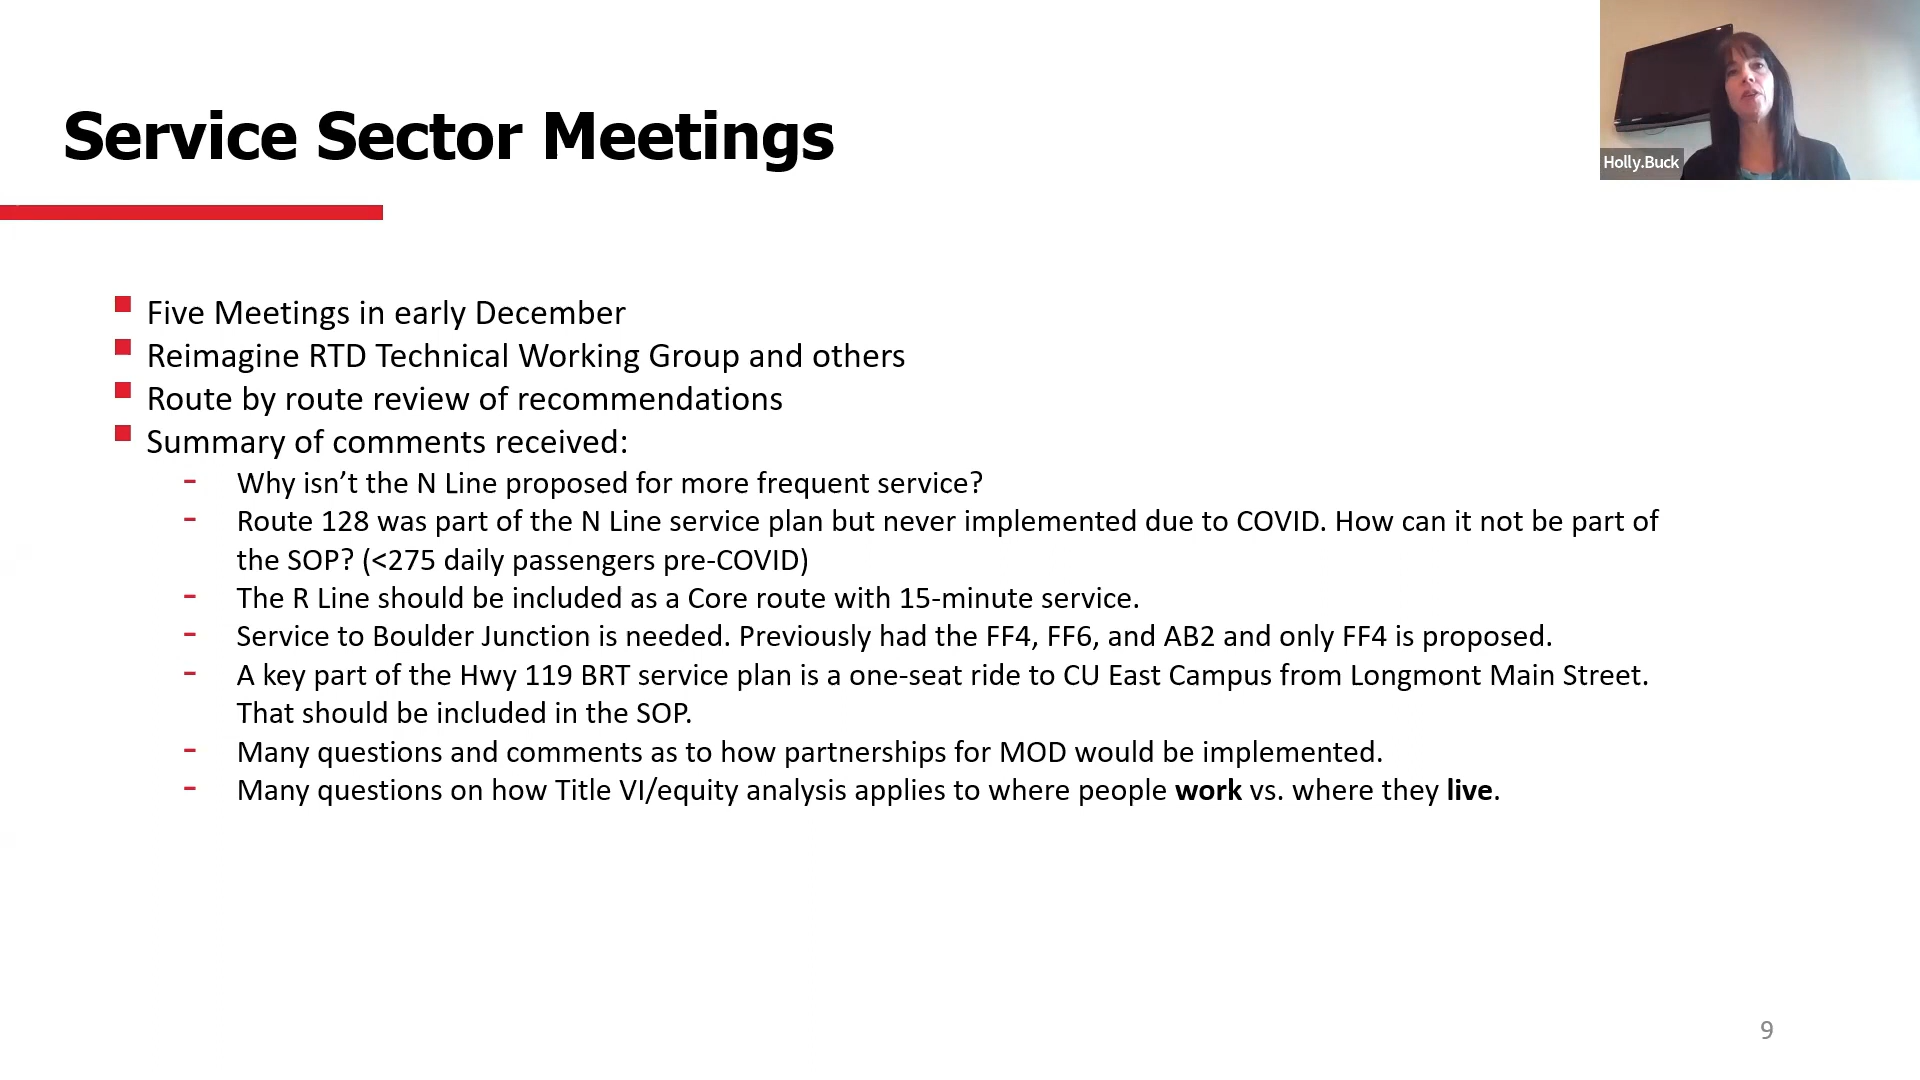 Service Sector Meetings
Holly.Buck
Five Meetings in early December
Reimagine RTD Technical Working Group and others
Route by route review of recommendations
Summary of comments received:
- Why isn’t the N Line proposed for more frequent service?
- Route 128 was part of the N Line service plan but never implemented due to COVID. How can it not be part of
the SOP? (<275 daily passengers pre-COVID)
- The R Line should be included as a Core route with 15-minute service.
- Service to Boulder Junction is needed. Previously had the FF4, FF6, and AB2 and only FF4 is proposed.
- A key part of the Hwy 119 BRT service plan is a one-seat ride to CU East Campus from Longmont Main Street.
That should be included in the SOP.
- Many questions and comments as to how partnerships for MOD would be implemented.
- Many questions on how Title VI/equity analysis applies to where people work vs. where they live.
9